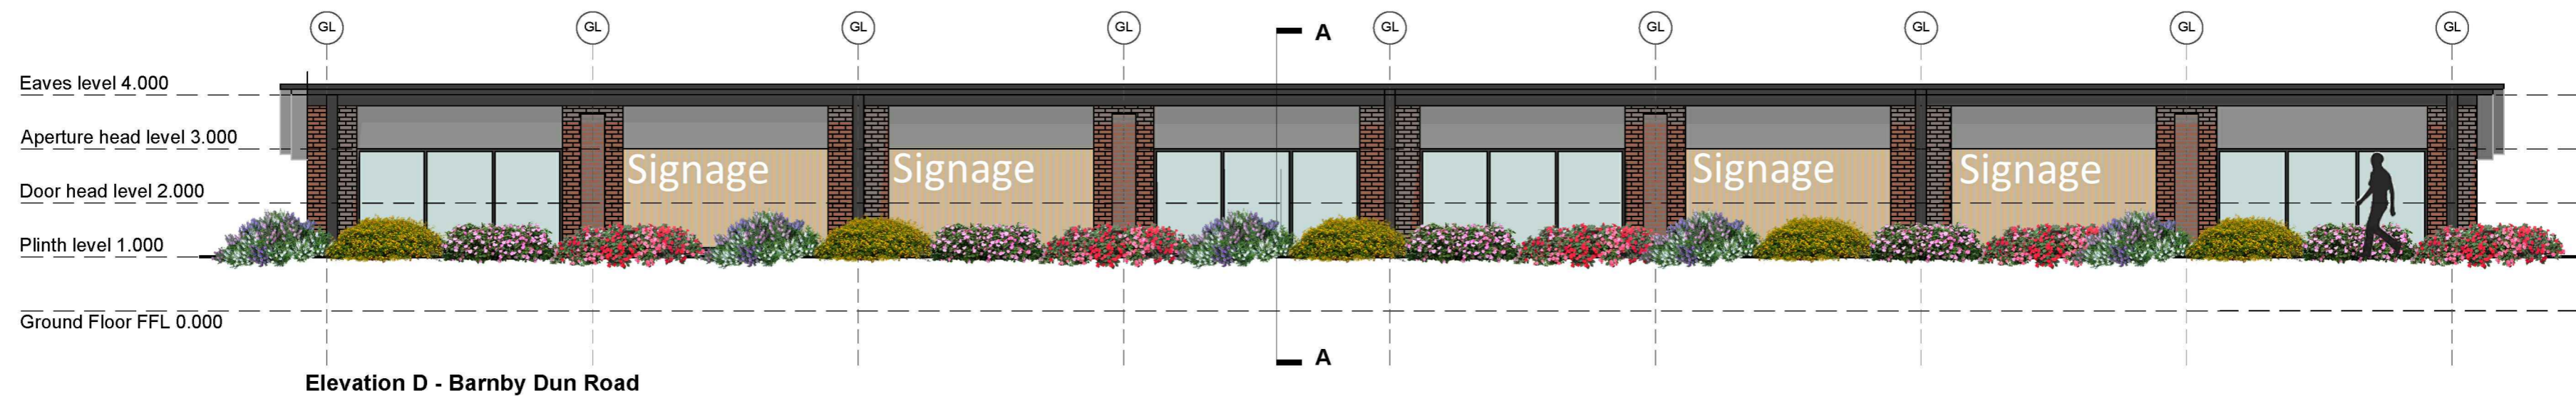 GL GL GL GL GL GL GL GL GL
A
Eaves level 4.000
Aperture head level 3.000
Signage Signage Signage Signage
Door head level 2.000
Plinth level 1.000
Ground Floor FFL 0.000
A
Elevation D - Barnby Dun Road